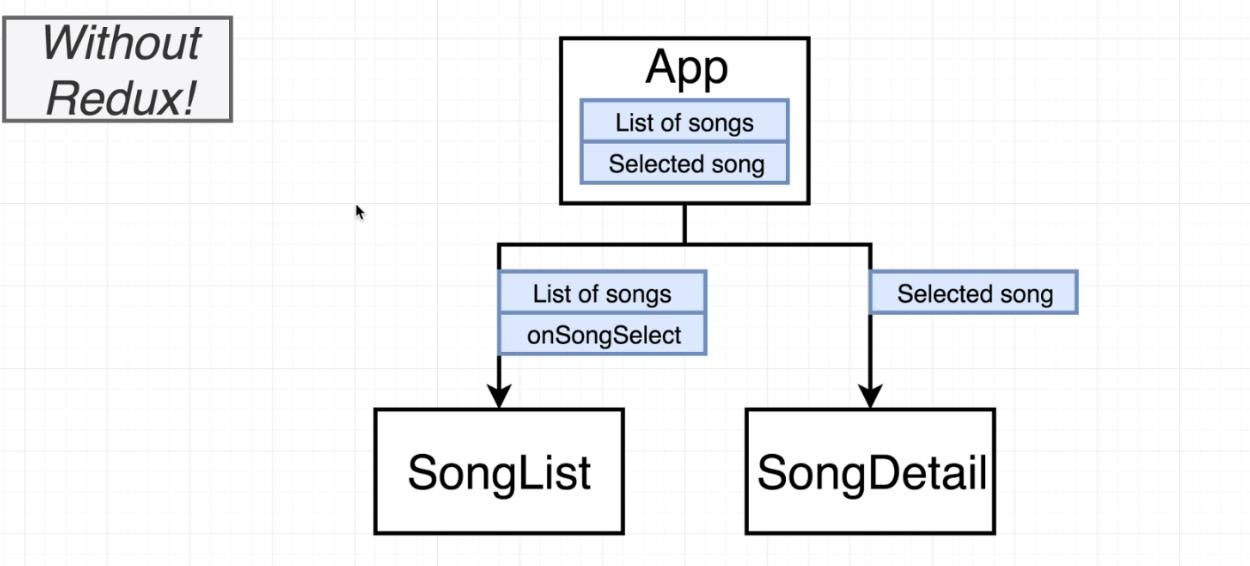 Without
Redux!
App
List of songs
Selected song
List of songs
onSongSelect
Selected song
SongList
SongDetail